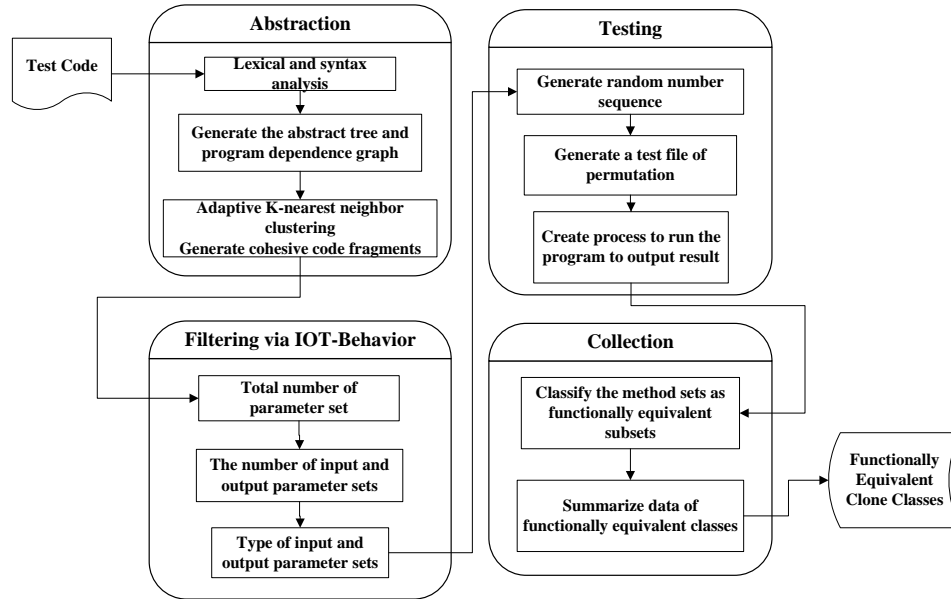 Test Code
Abstraction
Lexical and syntax
analysis
Generate the abstract tree and
program dependence graph
Adaptive K-nearest neighbor
clustering
Generate cohesive code fragments
Filtering via IOT-Behavior
Total number of
parameter set
The number of input and
output parameter sets
Type of input and
output parameter sets
Testing
Generate random number
sequence
Generate a test file of
permutation
Create process to run the
program to output result
Collection
Classify the method sets as
functionally equivalent
subsets
Summarize data of
functionally equivalent classes
Functionally
Equivalent
Clone Classes